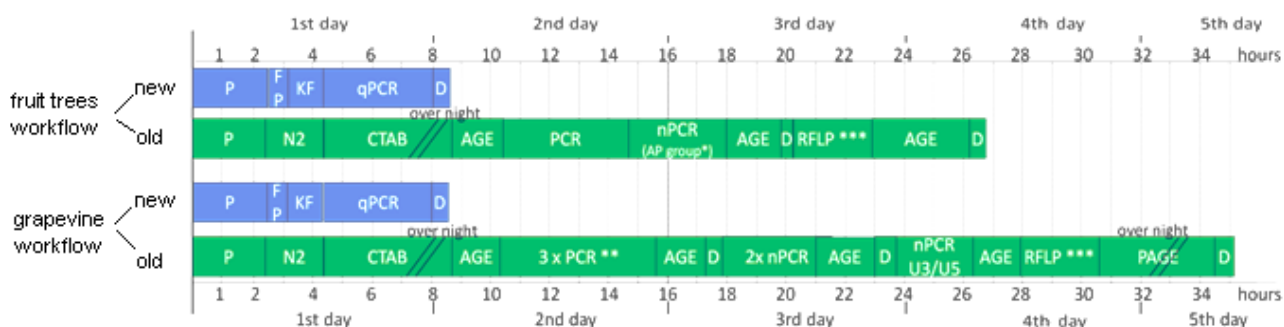 1st day 2nd day 3rd day 4th day 5th day
1 2 4 6 8 10 12 14 16 18 20 22 24 26 28 30 32 34 hours
fruit trees workflow
new
P F P KF qPCR D
over night
old
P N2 CTAB AGE PCR nPCR (AP group*) AGE D RFLP *** AGE D
grapevine workflow
new
P F P KF qPCR D
over night over night
old
P N2 CTAB AGE 3 x PCR ** AGE D 2x nPCR AGE D nPCR U3/U5 AGE RFLP *** PAGE D
1 2 4 6 8 10 12 14 16 18 20 22 24 26 28 30 32 34 hours
1st day 2nd day 3rd day 4th day 5th day